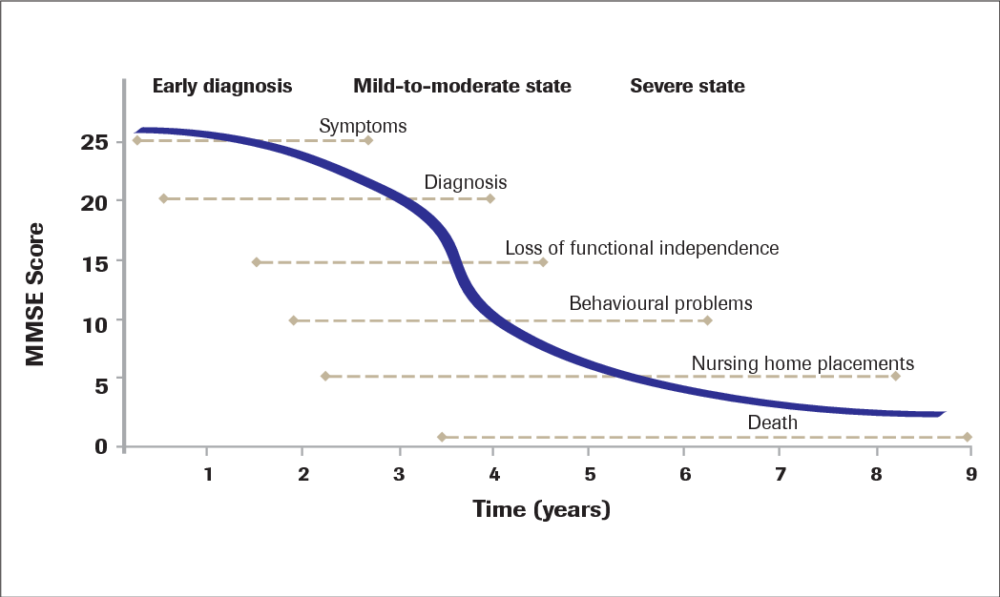 Early diagnosis
Mild-to-moderate state
Severe state
Symptoms
25
Diagnosis
20
Loss of functional independence
15
Behavioural problems
10
Nursing home placements
5
Death
0
MMSE Score
1 2 3 4 5 6 7 8 9
Time (years)